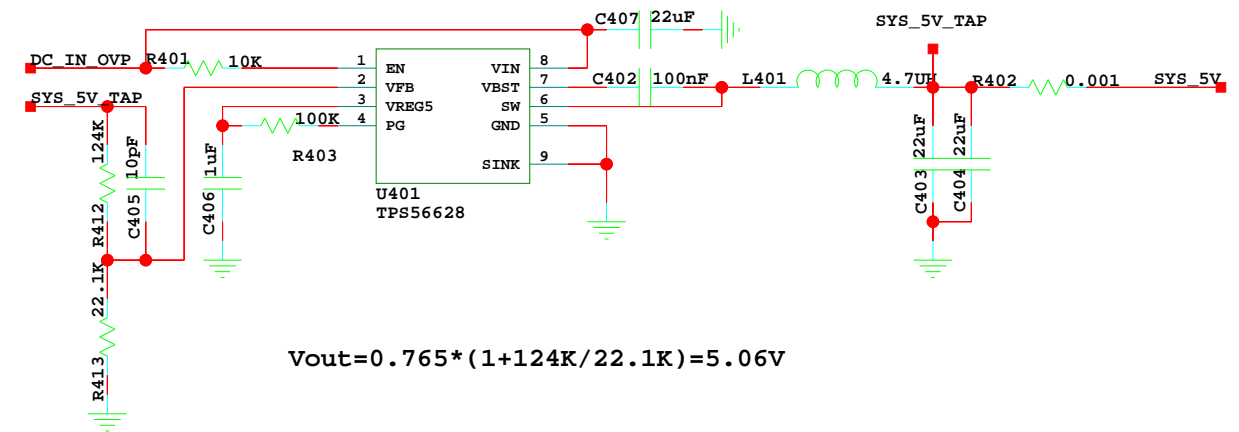 C407 22uF
SYS_5V_TAP
DC_IN_OVP R401 10K
SYS_5V_TAP
1 EN VIN 8
2 VFB VBST 7
3 VREG5 SW 6
4 PG GND 5
SINK 9
C402 100nF
L401 4.7UH
R402 0.001 SYS_5V
100K
R403
124K
R412
10pF
C405
1uF
C406
U401
TPS56628
22uF
C403
22uF
C404
22.1K
R413
Vout=0.765*(1+124K/22.1K)=5.06V